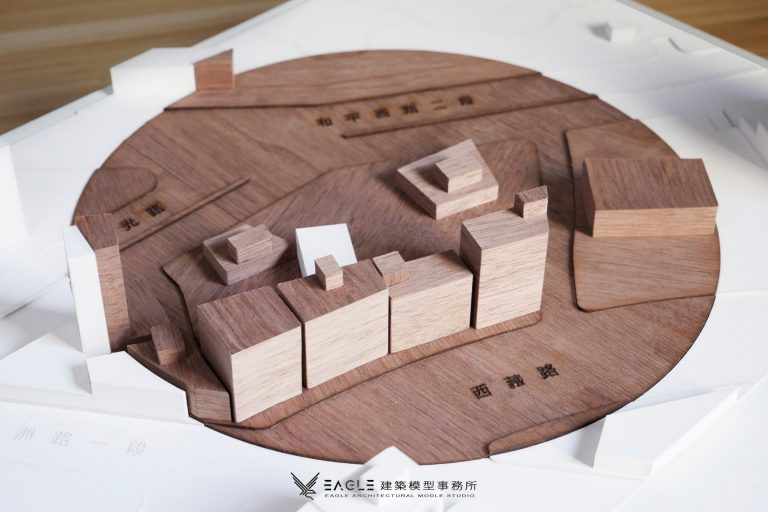 和平西路二段
北路
西藏路
洲路一段
EAGLE 建築模型事務所
EAGLE ARCHITECTURAL MODLE STUDIO